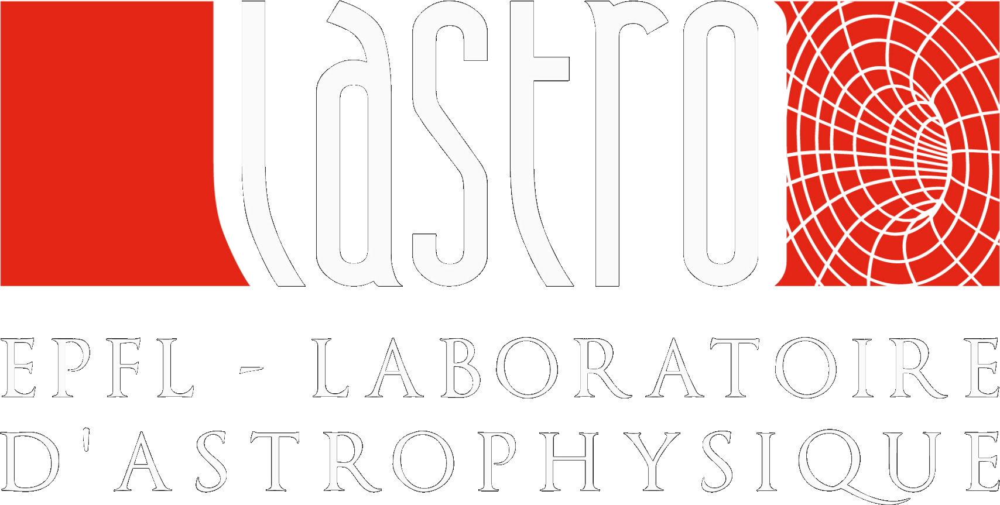 lastro
EPFL - LABORATOIRE
D'ASTROPHYSIQUE